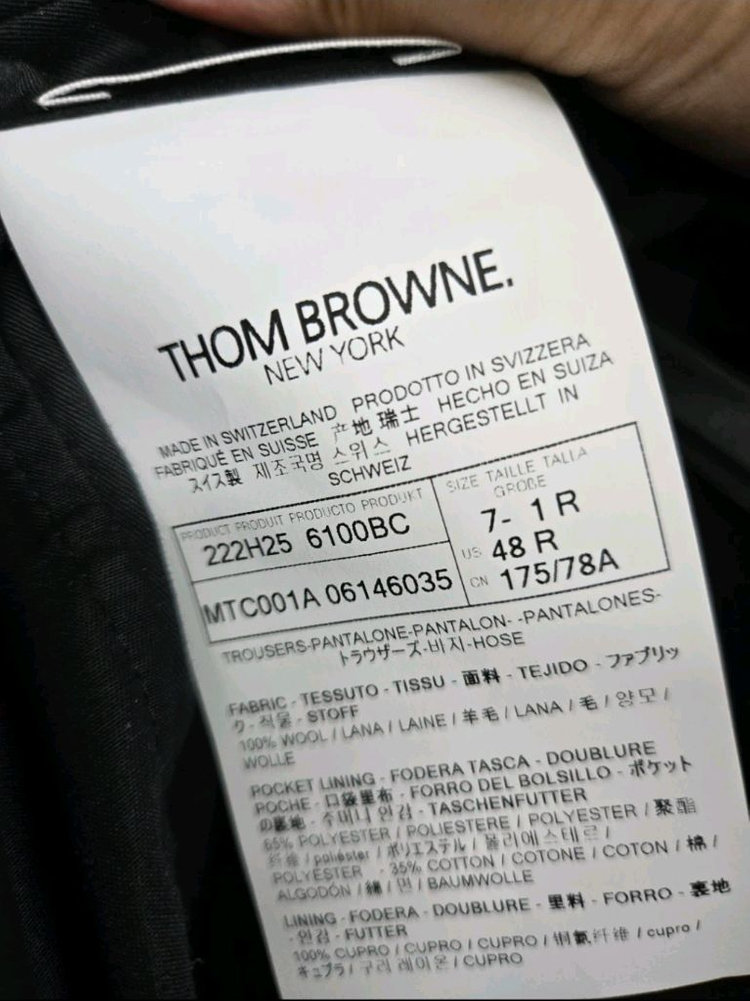 THOM BROWNE.
NEW YORK
MADE IN SWITZERLAND PRODOTTO IN SVIZZERA
FABRIQUÉ EN SUISSE 产地 瑞士 HECHO EN SUIZA
スイス製 제조국명 스위스 HERGESTELLT IN
SCHWEIZ
PRODUCT PRODUIT PRODUCTO PRODUKT
222H25 6100BC
MTC001A 06146035
SIZE TAILLE TALLA
GROßE
7- 1 R
US 48 R
CN 175/78A
TROUSERS-PANTALONE-PANTALON- -PANTALONES-
トラウザーズ-바지-HOSE
FABRIC - TESSUTO - TISSU - 面料 - TEJIDO - ファブリッ
ク - 직물 - STOFF
100% WOOL / LANA / LAINE / 羊毛 / LANA / 毛 / 양모 /
WOLLE
POCKET LINING - FODERA TASCA - DOUBLURE
POCHE - 口袋里布 - FORRO DEL BOLSILLO - ポケット
の裏地 - 주머니 안감 - TASCHENFUTTER
65% POLYESTER / POLIESTERE / POLYESTER / 聚酯
纤维 / poliéster / ポリエステル / 폴리에스테르 /
POLYESTER - 35% COTTON / COTONE / COTON / 棉 /
ALGODÓN / 綿 / 면 / BAUMWOLLE
LINING - FODERA - DOUBLURE - 里料 - FORRO - 裏地
- 안감 - FUTTER
100% CUPRO / CUPRO / CUPRO / 铜氨纤维 / cupro /
キュプラ / 구리 레이온 / CUPRO